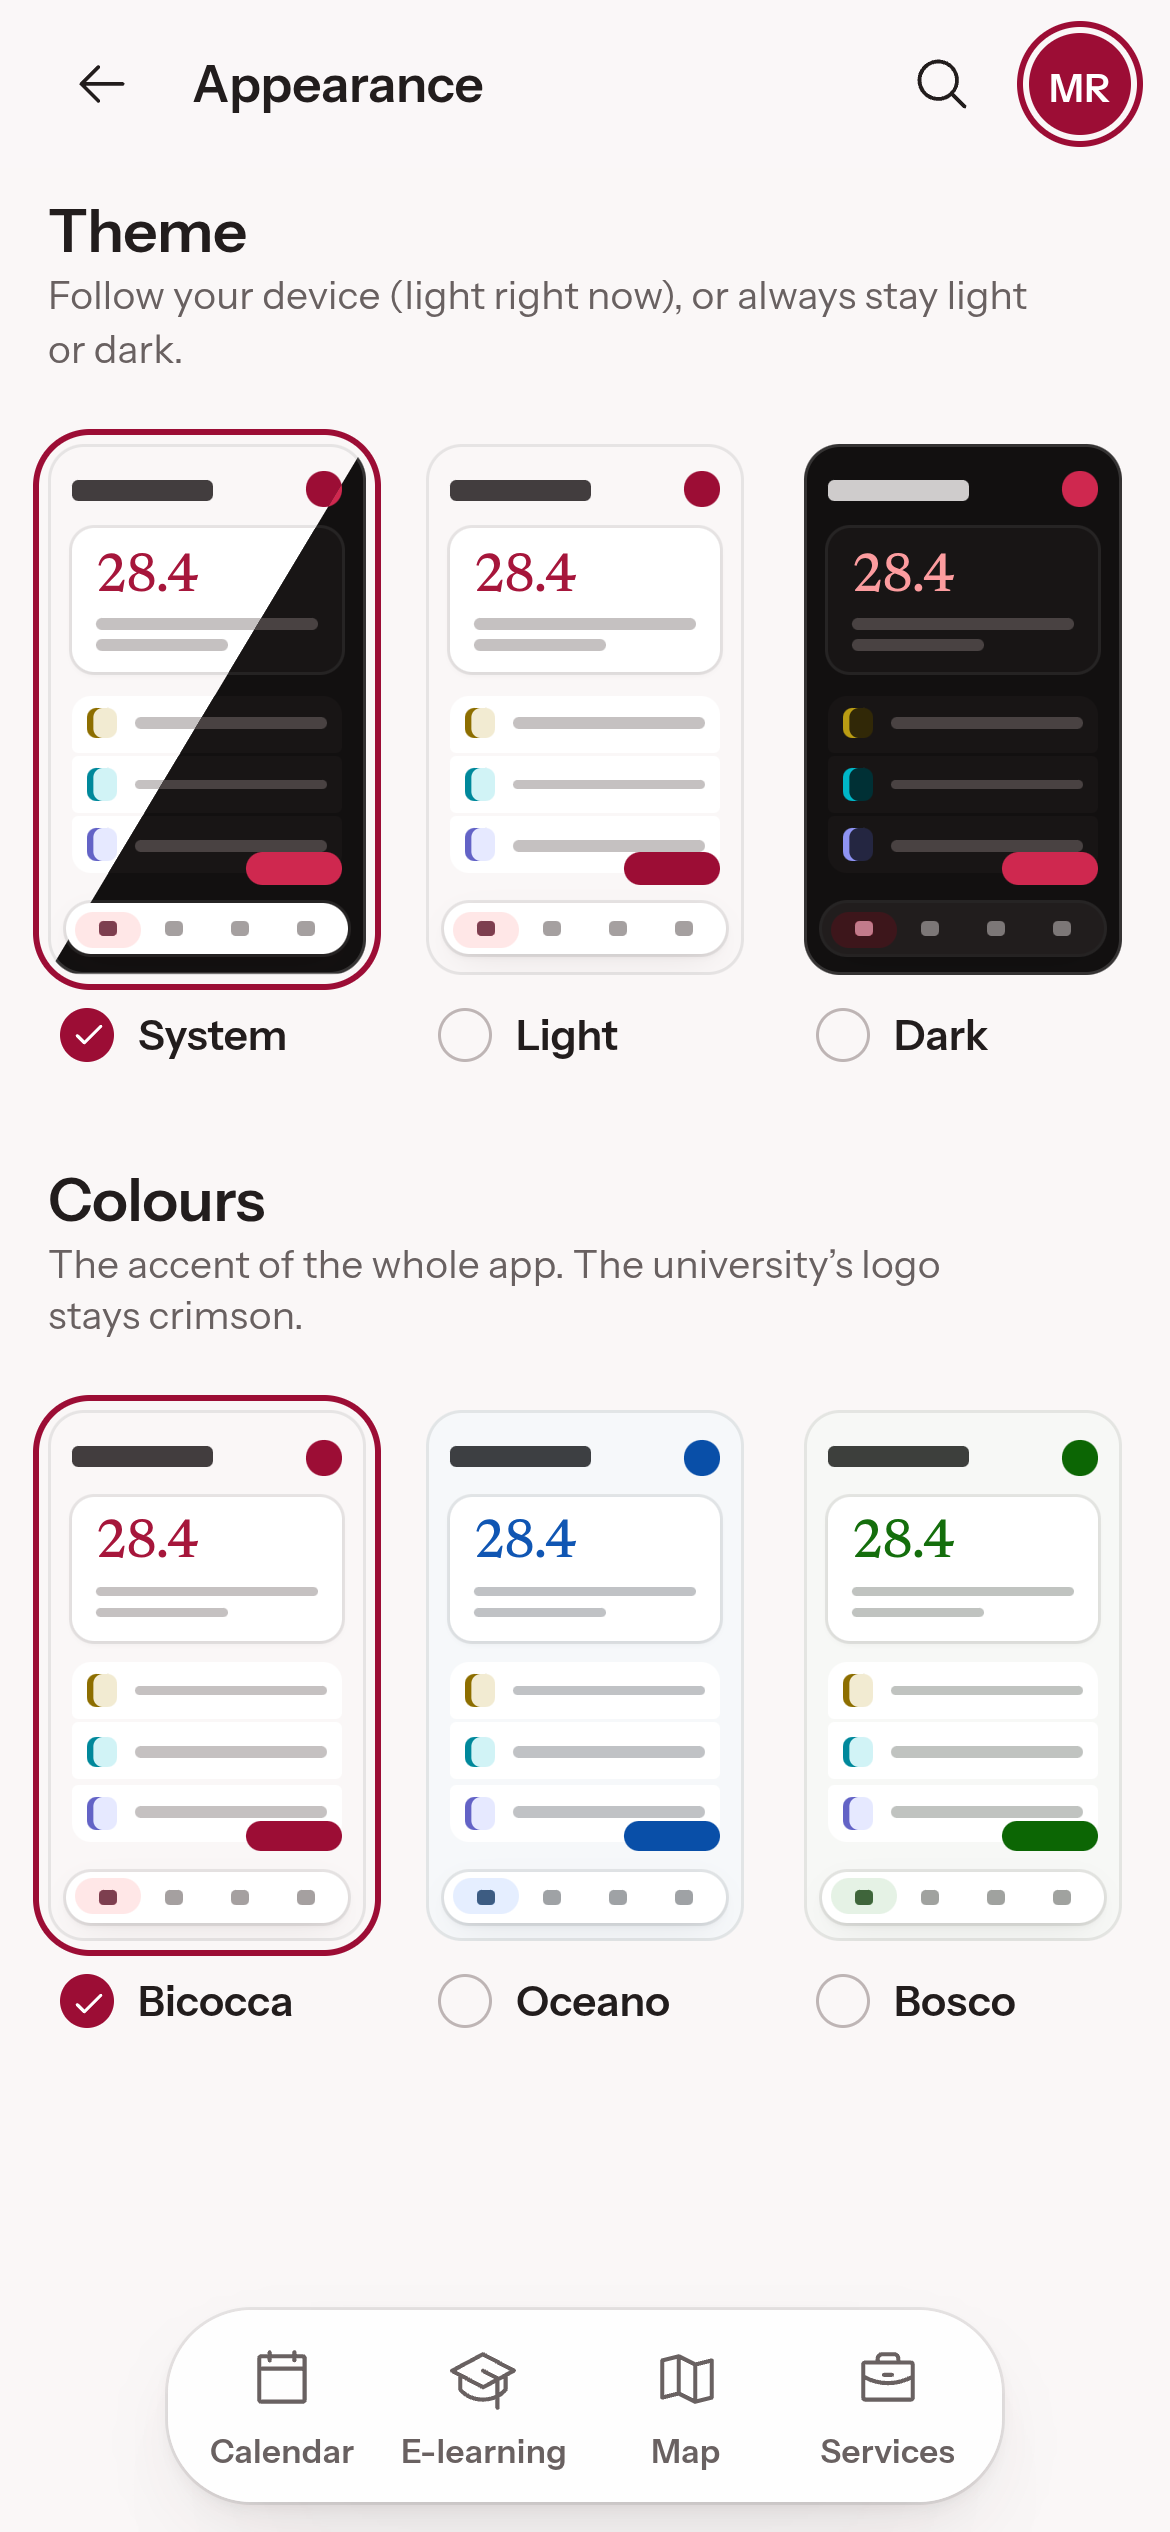 Appearance
MR
Theme
Follow your device (light right now), or always stay light
or dark.
28.4
28.4
28.4
System
Light
Dark
Colours
The accent of the whole app. The university’s logo
stays crimson.
28.4
28.4
28.4
Bicocca
Oceano
Bosco
Calendar
E-learning
Map
Services